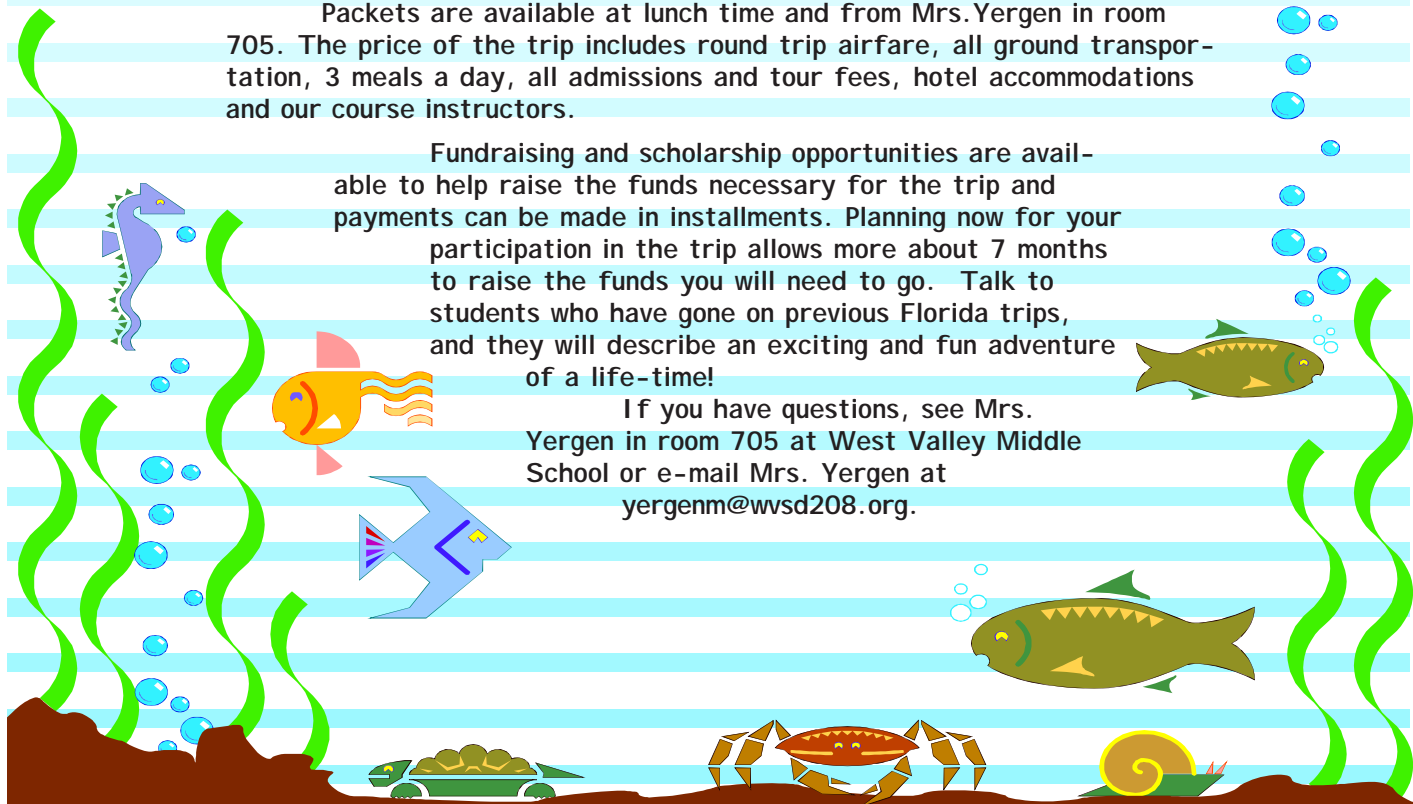 Packets are available at lunch time and from Mrs.Yergen in room
705. The price of the trip includes round trip airfare, all ground transpor-
tation, 3 meals a day, all admissions and tour fees, hotel accommodations
and our course instructors.
Fundraising and scholarship opportunities are avail-
able to help raise the funds necessary for the trip and
payments can be made in installments. Planning now for your
participation in the trip allows more about 7 months
to raise the funds you will need to go. Talk to
students who have gone on previous Florida trips,
and they will describe an exciting and fun adventure
of a life-time!
If you have questions, see Mrs.
Yergen in room 705 at West Valley Middle
School or e-mail Mrs. Yergen at
yergenm@wvsd208.org.